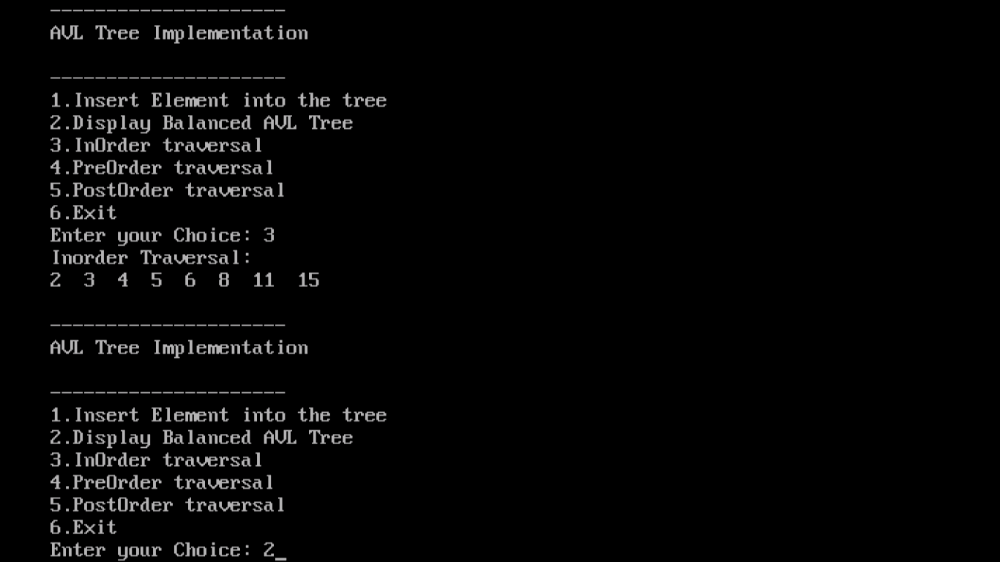 ---------------------
AVL Tree Implementation
---------------------
1.Insert Element into the tree
2.Display Balanced AVL Tree
3.InOrder traversal
4.PreOrder traversal
5.PostOrder traversal
6.Exit
Enter your Choice: 3
Inorder Traversal:
2  3  4  5  6  8  11  15
---------------------
AVL Tree Implementation
---------------------
1.Insert Element into the tree
2.Display Balanced AVL Tree
3.InOrder traversal
4.PreOrder traversal
5.PostOrder traversal
6.Exit
Enter your Choice: 2_